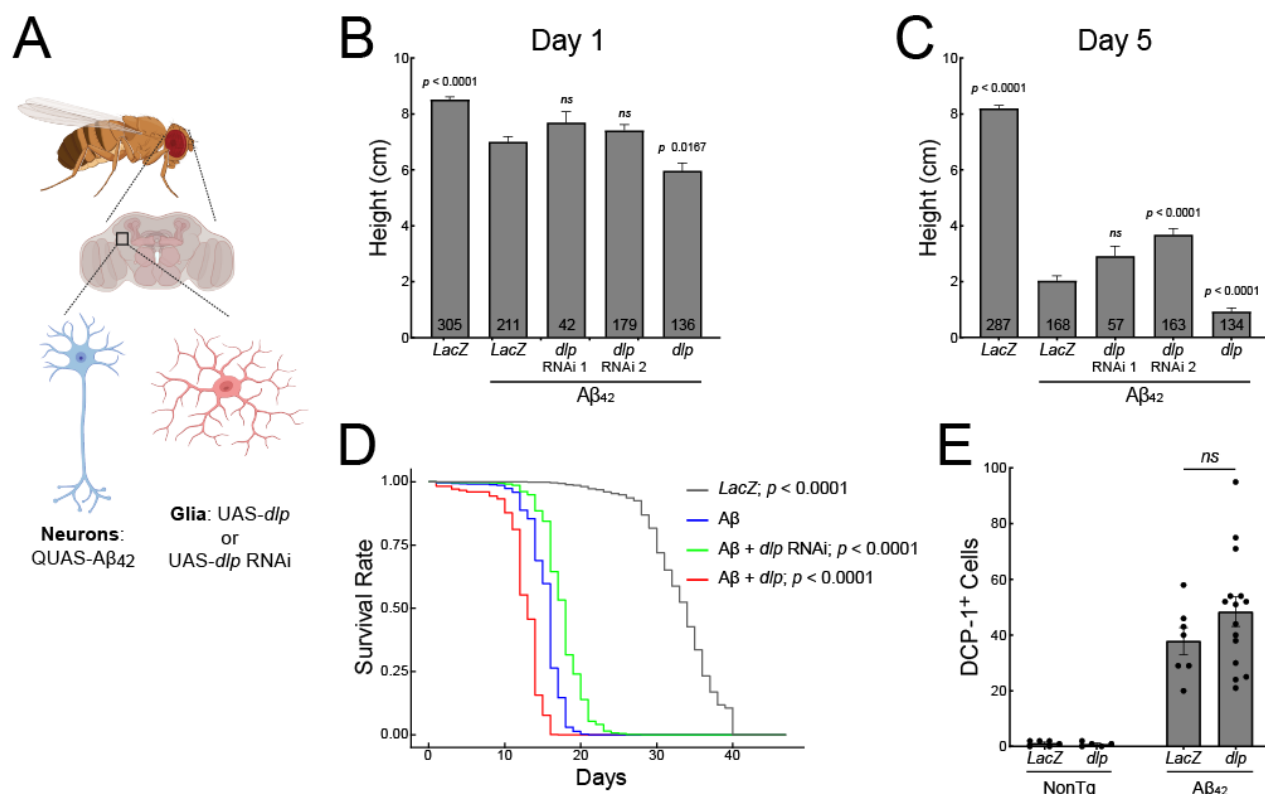 A
Neurons:
QUAS-Aβ42
Glia: UAS-dlp
or
UAS-dlp RNAi
B
Day 1
Height (cm)
10
8
6
4
2
0
p < 0.0001
ns
ns
p 0.0167
305
211
42
179
136
LacZ
LacZ
dlp
RNAi 1
dlp
RNAi 2
dlp
Aβ42
C
Day 5
Height (cm)
10
8
6
4
2
0
p < 0.0001
ns
p < 0.0001
p < 0.0001
287
168
57
163
134
LacZ
LacZ
dlp
RNAi 1
dlp
RNAi 2
dlp
Aβ42
D
Survival Rate
1.00
0.75
0.50
0.25
0.00
0
10
20
30
40
Days
LacZ; p < 0.0001
Aβ
Aβ + dlp RNAi; p < 0.0001
Aβ + dlp; p < 0.0001
E
DCP-1+ Cells
100
80
60
40
20
0
ns
LacZ
dlp
LacZ
dlp
NonTg
Aβ42